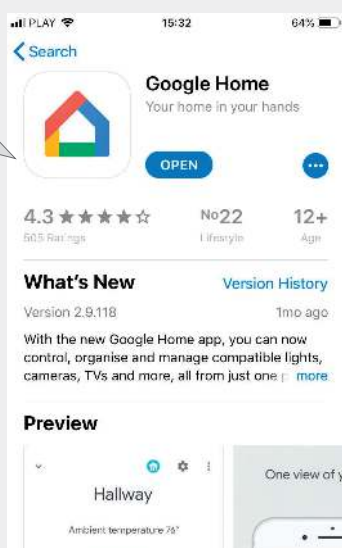 PLAY 15:32 64%
Search
Google Home
Your home in your hands
OPEN
4.3 No22 12+
505 Ratings Lifestyle Age
What's New Version History
Version 2.9.118 1mo ago
With the new Google Home app, you can now
control, organise and manage compatible lights,
cameras, TVs and more, all from just one p more
Preview
Hallway
One view of y
Ambient temperature 76°